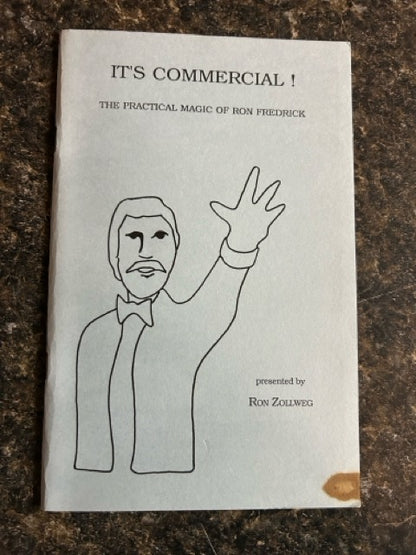 IT'S COMMERCIAL !
THE PRACTICAL MAGIC OF RON FREDRICK
presented by
RON ZOLLWEG